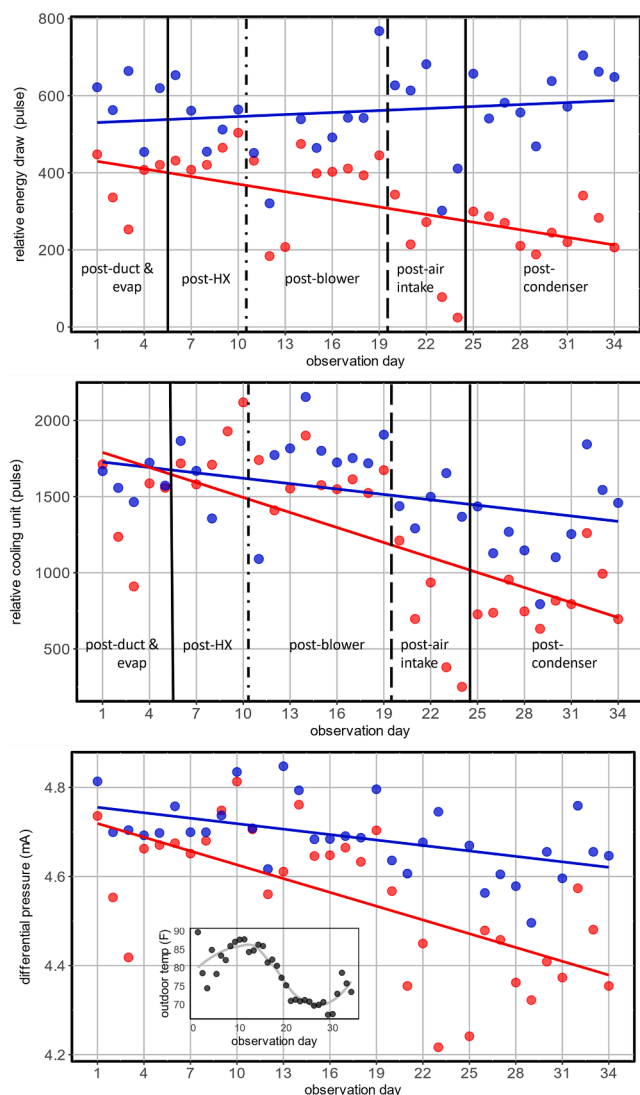 relative energy draw (pulse)
800
600
400
200
0
post-duct &
evap
post-HX
post-blower
post-air
intake
post-
condenser
1 4 7 10 13 16 19 22 25 28 31 34
observation day
relative cooling unit (pulse)
2000
1500
1000
500
post-duct &
evap
post-HX
post-blower
post-air
intake
post-
condenser
1 4 7 10 13 16 19 22 25 28 31 34
observation day
differential pressure (mA)
4.8
4.6
4.4
4.2
outdoor temp (F)
90
85
80
75
70
0 10 20 30
observation day
1 4 7 10 13 16 19 22 25 28 31 34
observation day